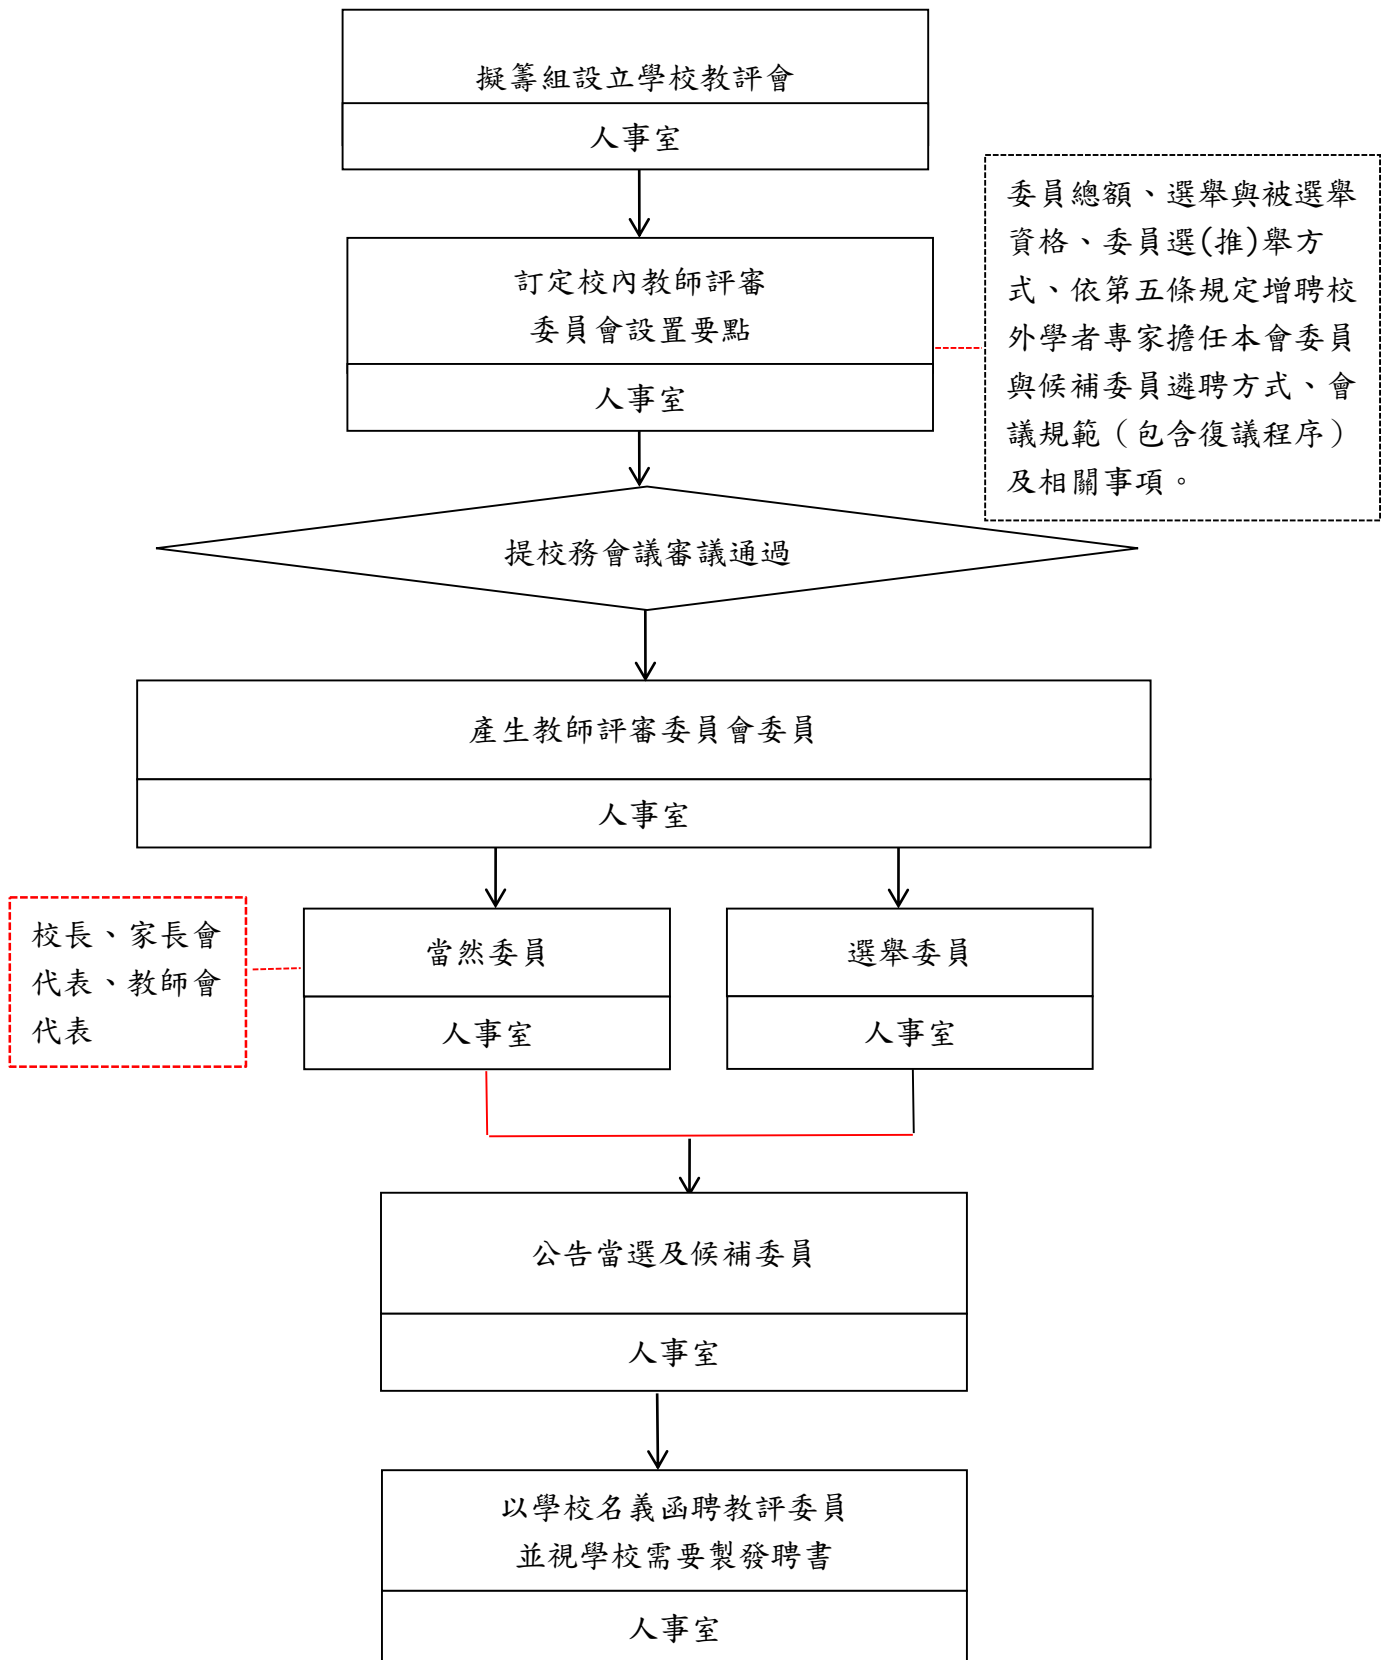 擬籌組設立學校教評會
人事室
訂定校內教師評審
委員會設置要點
人事室
委員總額、選舉與被選舉
資格、委員選(推)舉方
式、依第五條規定增聘校
外學者專家擔任本會委員
與候補委員遴聘方式、會
議規範（包含復議程序）
及相關事項。
提校務會議審議通過
產生教師評審委員會委員
人事室
校長、家長會
代表、教師會
代表
當然委員
人事室
選舉委員
人事室
公告當選及候補委員
人事室
以學校名義函聘教評委員
並視學校需要製發聘書
人事室